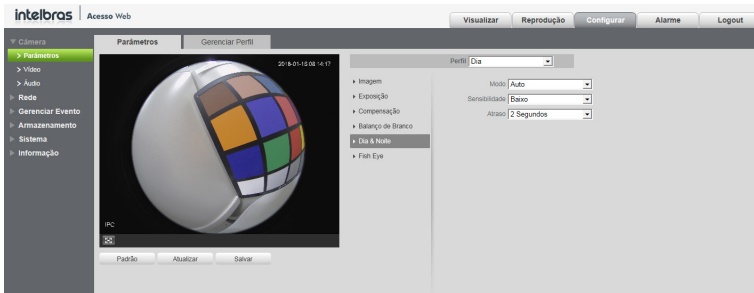 intelbras Acesso Web
Visualizar Reprodução Configurar Alarme Logout
Câmera
Parâmetros
Vídeo
Áudio
Rede
Gerenciar Evento
Armazenamento
Sistema
Informação
Parâmetros Gerenciar Perfil
2018-01-15 08:14:17
IPC
Padrão Atualizar Salvar
Imagem
Exposição
Compensação
Balanço de Branco
Dia & Noite
Fish Eye
Perfil Dia
Modo Auto
Sensibilidade Baixo
Atraso 2 Segundos